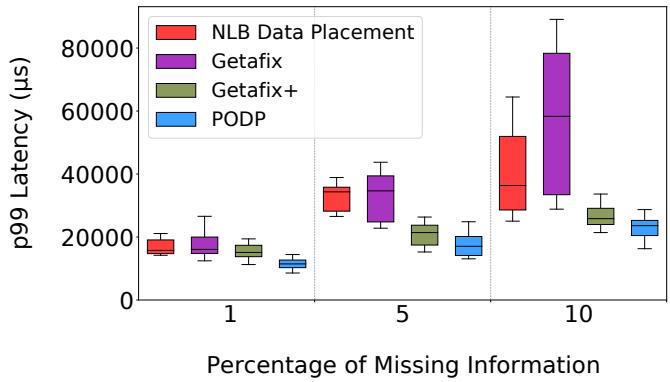 p99 Latency (μs)
80000
60000
40000
20000
0
NLB Data Placement
Getafix
Getafix+
PODP
1 5 10
Percentage of Missing Information